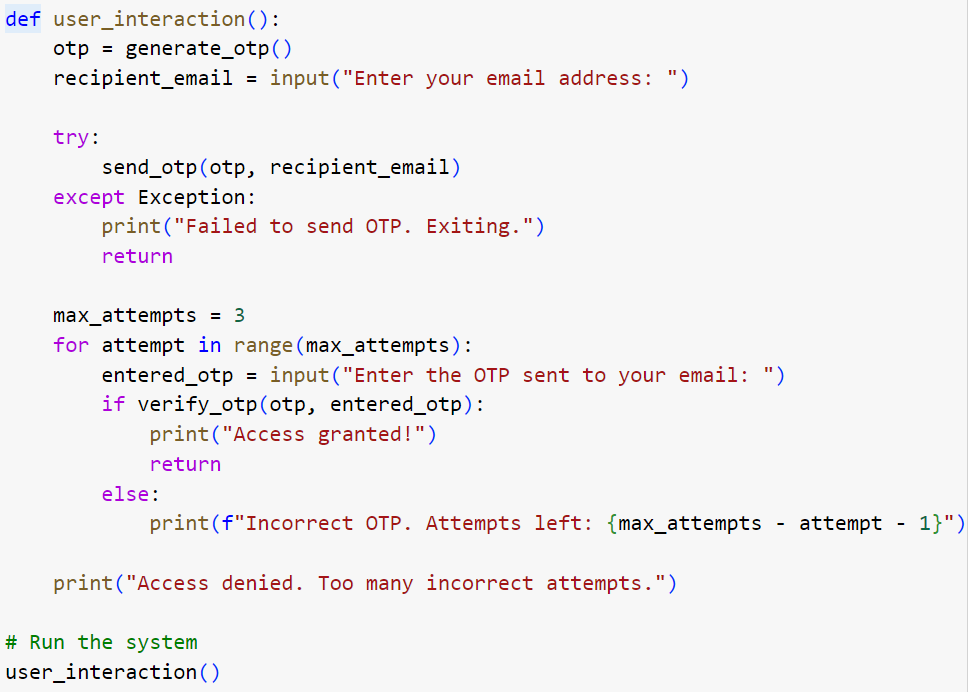 def user_interaction():
    otp = generate_otp()
    recipient_email = input("Enter your email address: ")

    try:
        send_otp(otp, recipient_email)
    except Exception:
        print("Failed to send OTP. Exiting.")
        return

    max_attempts = 3
    for attempt in range(max_attempts):
        entered_otp = input("Enter the OTP sent to your email: ")
        if verify_otp(otp, entered_otp):
            print("Access granted!")
            return
        else:
            print(f"Incorrect OTP. Attempts left: {max_attempts - attempt - 1}")

    print("Access denied. Too many incorrect attempts.")

# Run the system
user_interaction()